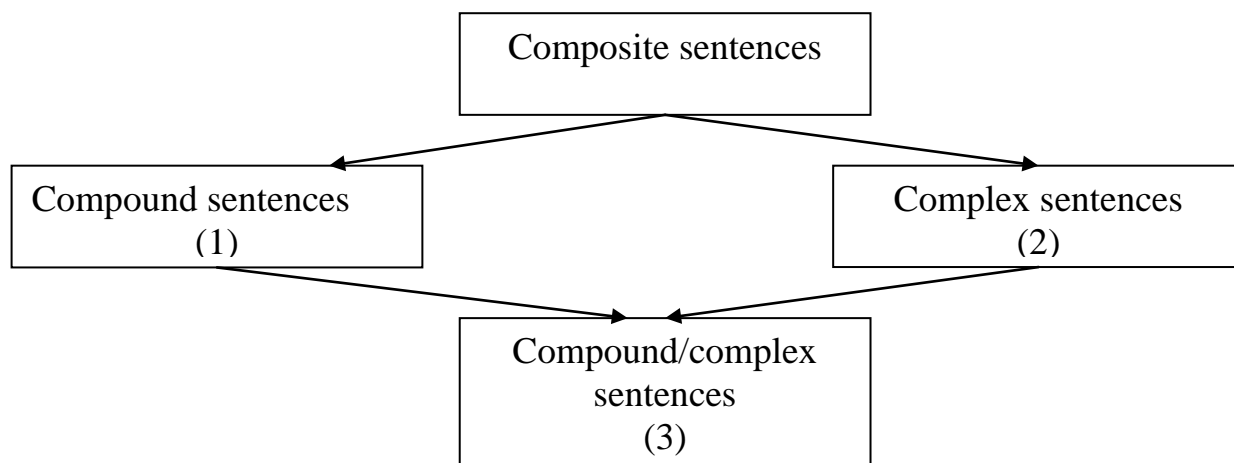 Composite sentences
Compound sentences
(1)
Complex sentences
(2)
Compound/complex
sentences
(3)